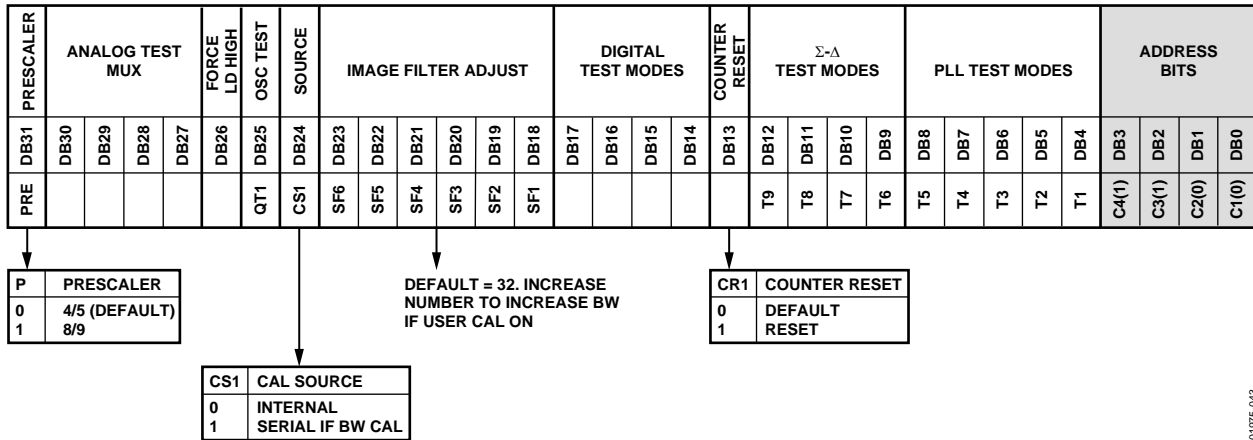 PRESCALER
ANALOG TEST
MUX
FORCE
LD HIGH
OSC TEST
SOURCE
IMAGE FILTER ADJUST
DIGITAL
TEST MODES
COUNTER
RESET
Σ-Δ
TEST MODES
PLL TEST MODES
ADDRESS
BITS
DB31 DB30 DB29 DB28 DB27 DB26 DB25 DB24 DB23 DB22 DB21 DB20 DB19 DB18 DB17 DB16 DB15 DB14 DB13 DB12 DB11 DB10 DB9 DB8 DB7 DB6 DB5 DB4 DB3 DB2 DB1 DB0
PRE QT1 CS1 SF6 SF5 SF4 SF3 SF2 SF1 T9 T8 T7 T6 T5 T4 T3 T2 T1 C4(1) C3(1) C2(0) C1(0)
P PRESCALER
0 4/5 (DEFAULT)
1 8/9
DEFAULT = 32. INCREASE
NUMBER TO INCREASE BW
IF USER CAL ON
CR1 COUNTER RESET
0 DEFAULT
1 RESET
CS1 CAL SOURCE
0 INTERNAL
1 SERIAL IF BW CAL